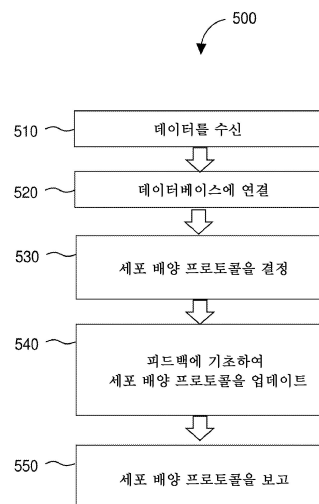 500
510
데이터를 수신
520
데이터베이스에 연결
530
세포 배양 프로토콜을 결정
540
피드백에 기초하여
세포 배양 프로토콜을 업데이트
550
세포 배양 프로토콜을 보고